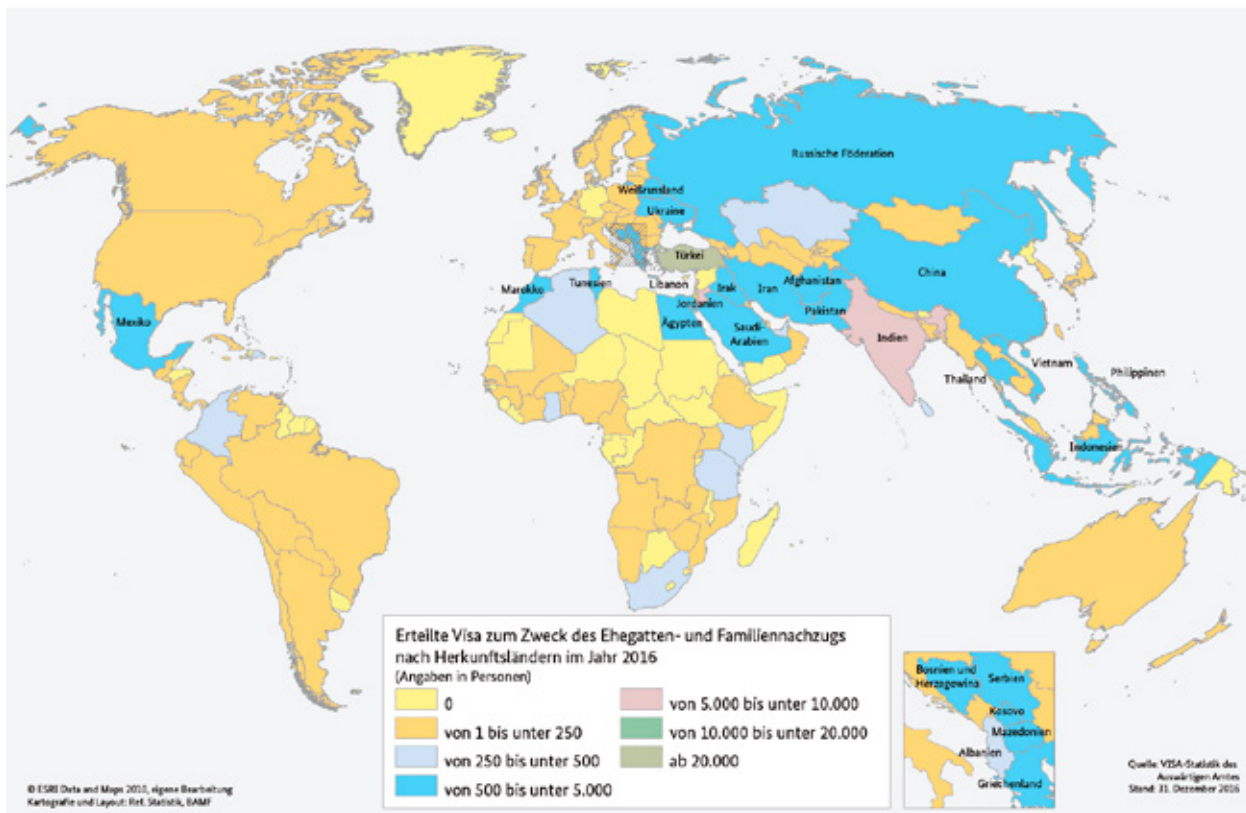 Russische Föderation
Weißrussland
Ukraine
Türkei
China
Marokko
Tunesien
Libanon
Irak
Iran
Afghanistan
Jordanien
Pakistan
Mexiko
Ägypten
Saudi-
Arabien
Indien
Vietnam
Thailand
Philippinen
Indonesien
Erteilte Visa zum Zweck des Ehegatten- und Familiennachzugs
nach Herkunftsländern im Jahr 2016
(Angaben in Personen)
0
von 1 bis unter 250
von 250 bis unter 500
von 500 bis unter 5.000
von 5.000 bis unter 10.000
von 10.000 bis unter 20.000
ab 20.000
Bosnien und
Herzegowina
Serbien
Kosovo
Mazedonien
Albanien
Griechenland
© ESRI Data and Maps 2010, eigene Bearbeitung
Kartografie und Layout: Ref. Statistik, BAMF
Quelle: VISA-Statistik des
Auswärtigen Amtes
Stand: 31. Dezember 2016